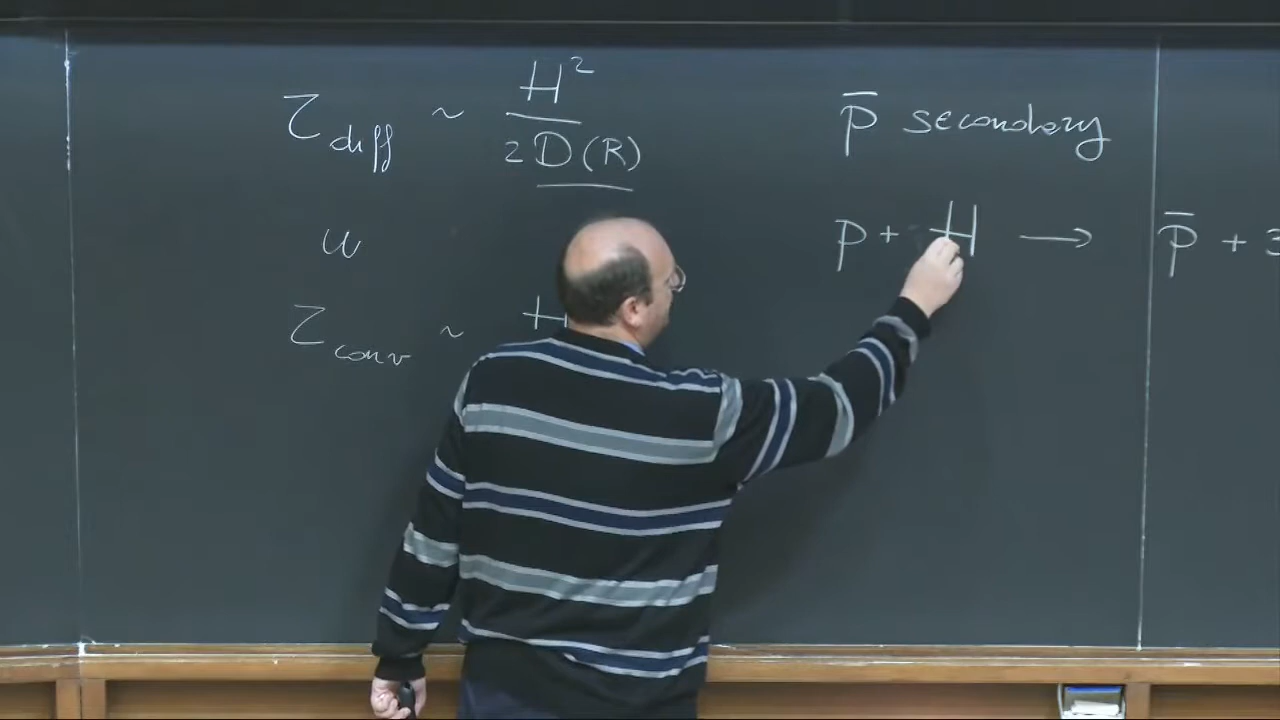 τ_diff ~ H² / 2D(R)
u
τ_conv ~ H
p̄ secondary
p + H → p̄ + 3